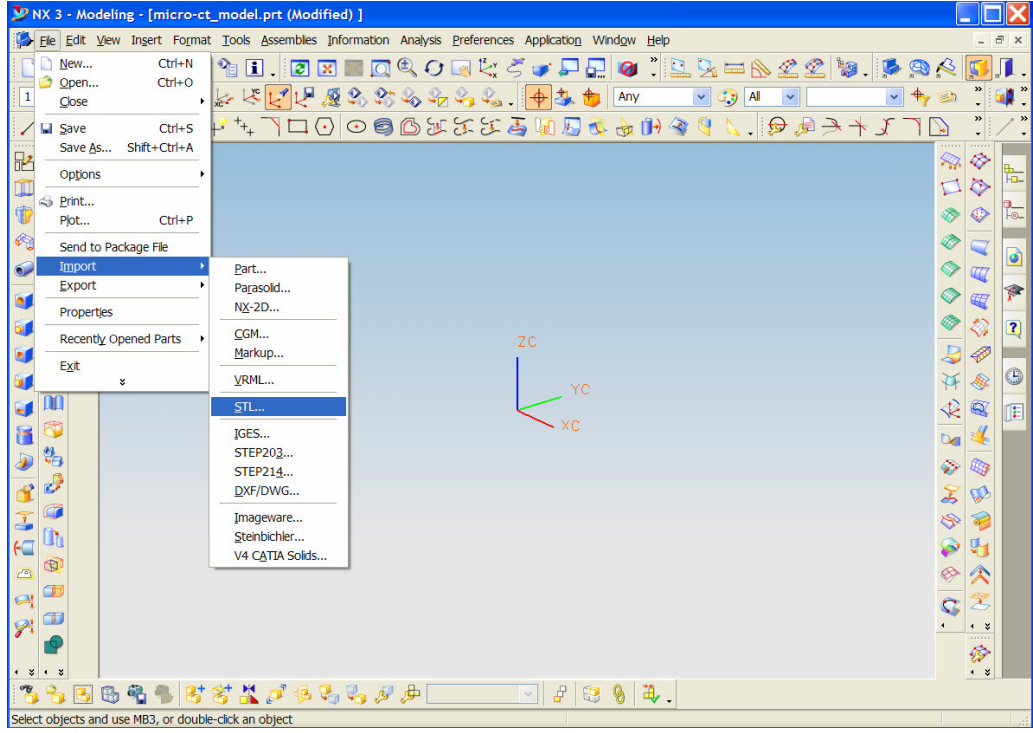 NX 3 - Modeling - [micro-ct_model.prt (Modified) ]
File Edit View Insert Format Tools Assemblies Information Analysis Preferences Application Window Help
New... Ctrl+N
Open... Ctrl+O
Close
Save Ctrl+S
Save As... Shift+Ctrl+A
Options
Print...
Plot... Ctrl+P
Send to Package File
Import
Export
Properties
Recently Opened Parts
Exit
1
Any
All
Part...
Parasolid...
NX-2D...
CGM...
Markup...
VRML...
STL...
IGES...
STEP203...
STEP214...
DXF/DWG...
Imageware...
Steinbichler...
V4 CATIA Solids...
ZC
YC
XC
Select objects and use MB3, or double-click an object